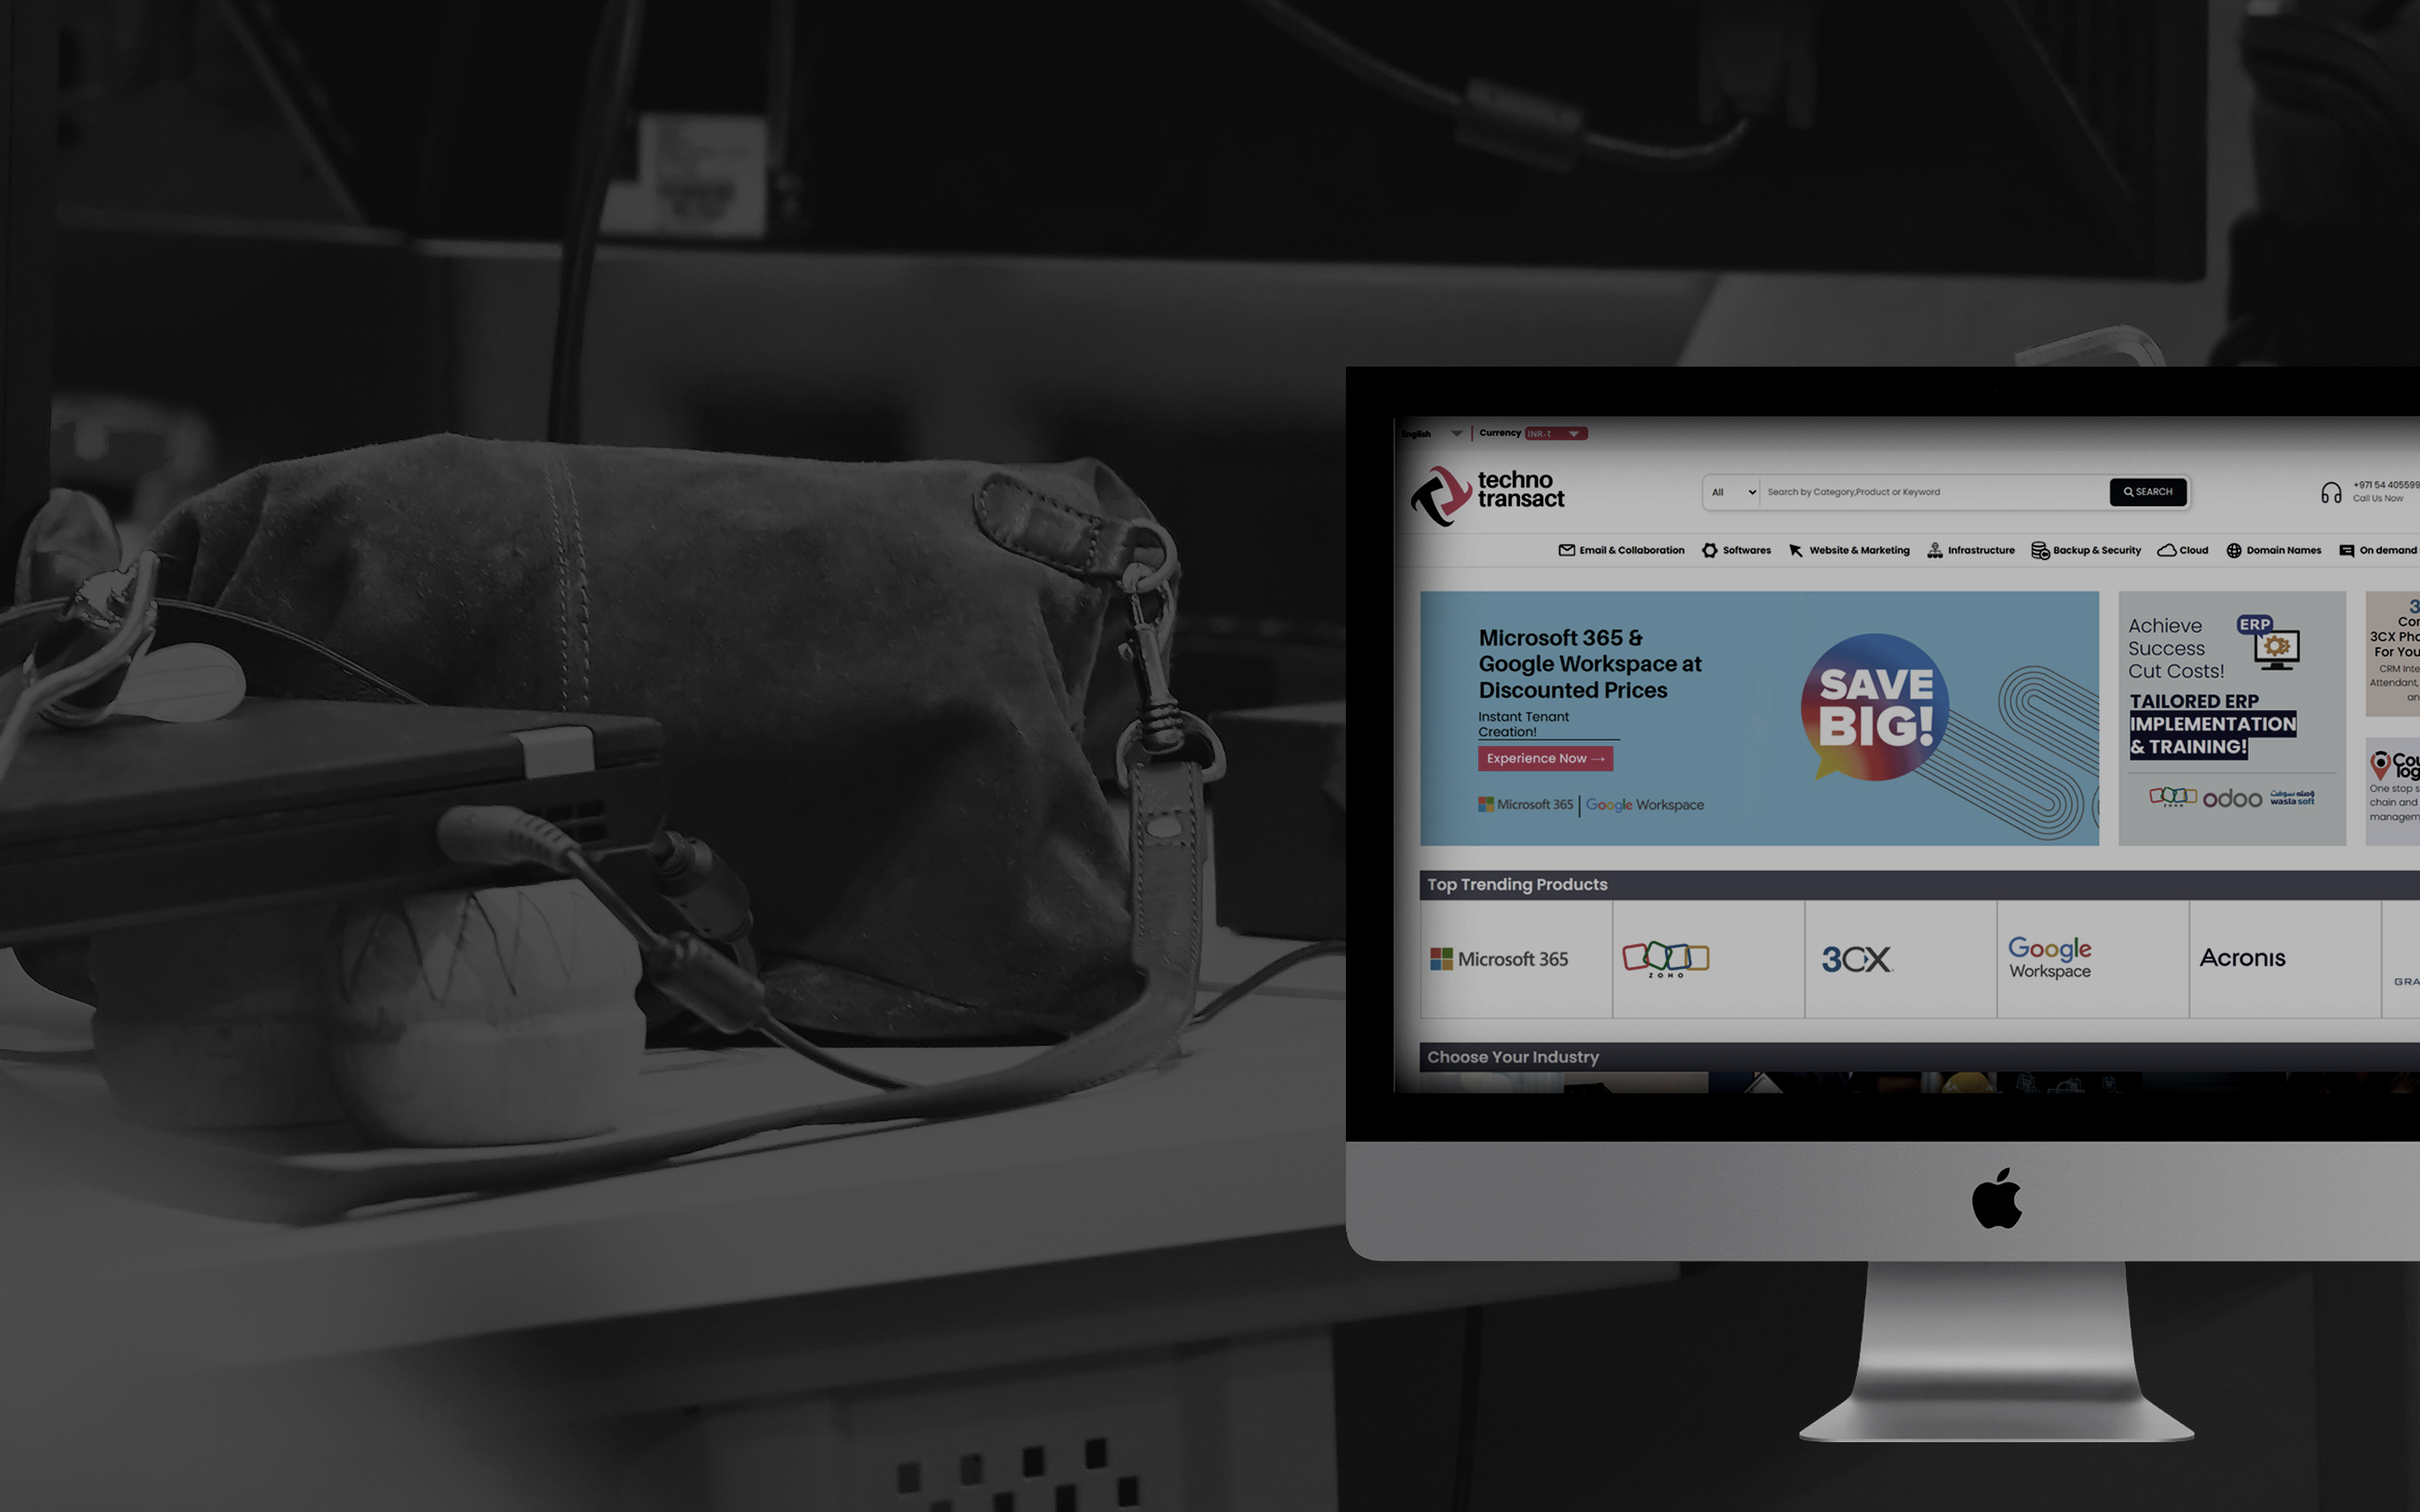 English
Currency INR-₹
techno
transact
All
Search by Category,Product or Keyword
SEARCH
+971 54 405599
Call Us Now
Email & Collaboration
Softwares
Website & Marketing
Infrastructure
Backup & Security
Cloud
Domain Names
On demand
Microsoft 365 &
Google Workspace at
Discounted Prices
Instant Tenant
Creation!
Experience Now →
Microsoft 365 | Google Workspace
SAVE
BIG!
Achieve
Success
Cut Costs!
ERP
TAILORED ERP
IMPLEMENTATION
& TRAINING!
ZOHO
odoo
وصله سوفت
wasla soft
3
Con
3CX Pho
For You
CRM Inte
Attendant,
an
Cou
log
One stop s
chain and
managem
Top Trending Products
Microsoft 365
ZOHO
3CX
Google
Workspace
Acronis
GRA
Choose Your Industry